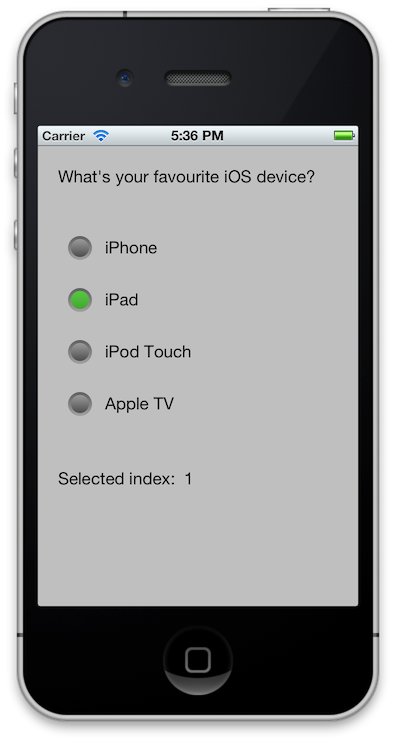 Carrier 5:36 PM
What's your favourite iOS device?
iPhone
iPad
iPod Touch
Apple TV
Selected index: 1